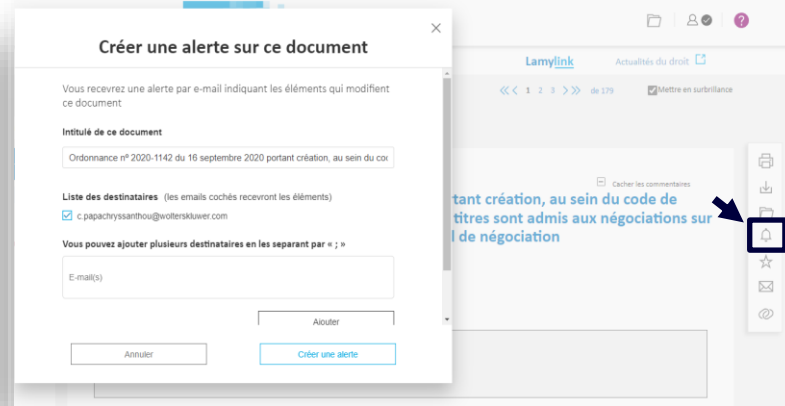 Créer une alerte sur ce document
Vous recevrez une alerte par e-mail indiquant les éléments qui modifient
ce document
Intitulé de ce document
Ordonnance nº 2020-1142 du 16 septembre 2020 portant création, au sein du co
Liste des destinataires (les emails cochés recevront les éléments)
c.papachryssanthou@wolterskluwer.com
Vous pouvez ajouter plusieurs destinataires en les separant par « ; »
E-mail(s)
Ajouter
Annuler
Créer une alerte
?
Lamylink
Actualités du droit
1 2 3 de 179
Mettre en surbrillance
Cacher les commentaires
tant création, au sein du code de
titres sont admis aux négociations sur
l de négociation